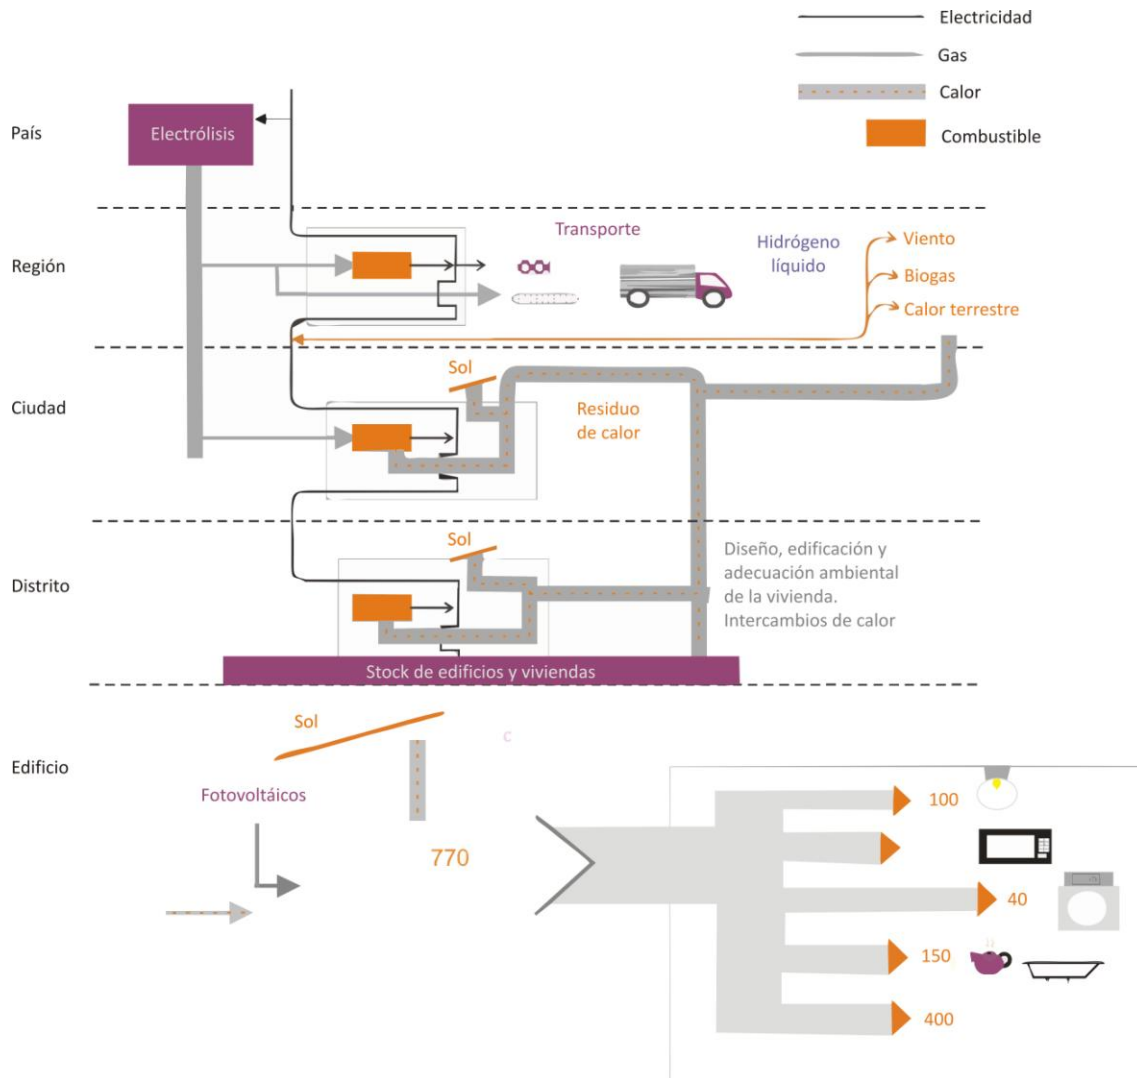 Electricidad
Gas
Calor
Combustible
País
Electrólisis
Región
Transporte
Hidrógeno
líquido
Viento
Biogas
Calor terrestre
Ciudad
Sol
Residuo
de calor
Distrito
Sol
Diseño, edificación y
adecuación ambiental
de la vivienda.
Intercambios de calor
Stock de edificios y viviendas
Edificio
Sol
C
Fotovoltáicos
770
100
40
150
400